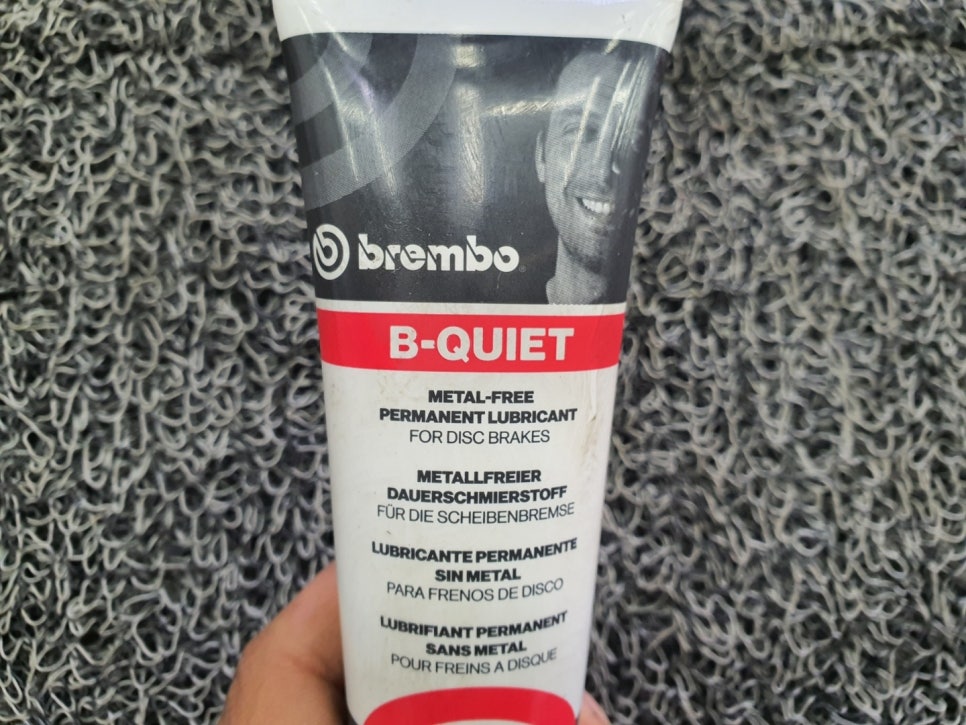 brembo
B-QUIET
METAL-FREE
PERMANENT LUBRICANT
FOR DISC BRAKES
METALLFREIER
DAUERSCHMIERSTOFF
FÜR DIE SCHEIBENBREMSE
LUBRICANTE PERMANENTE
SIN METAL
PARA FRENOS DE DISCO
LUBRIFIANT PERMANENT
SANS METAL
POUR FREINS A DISQUE